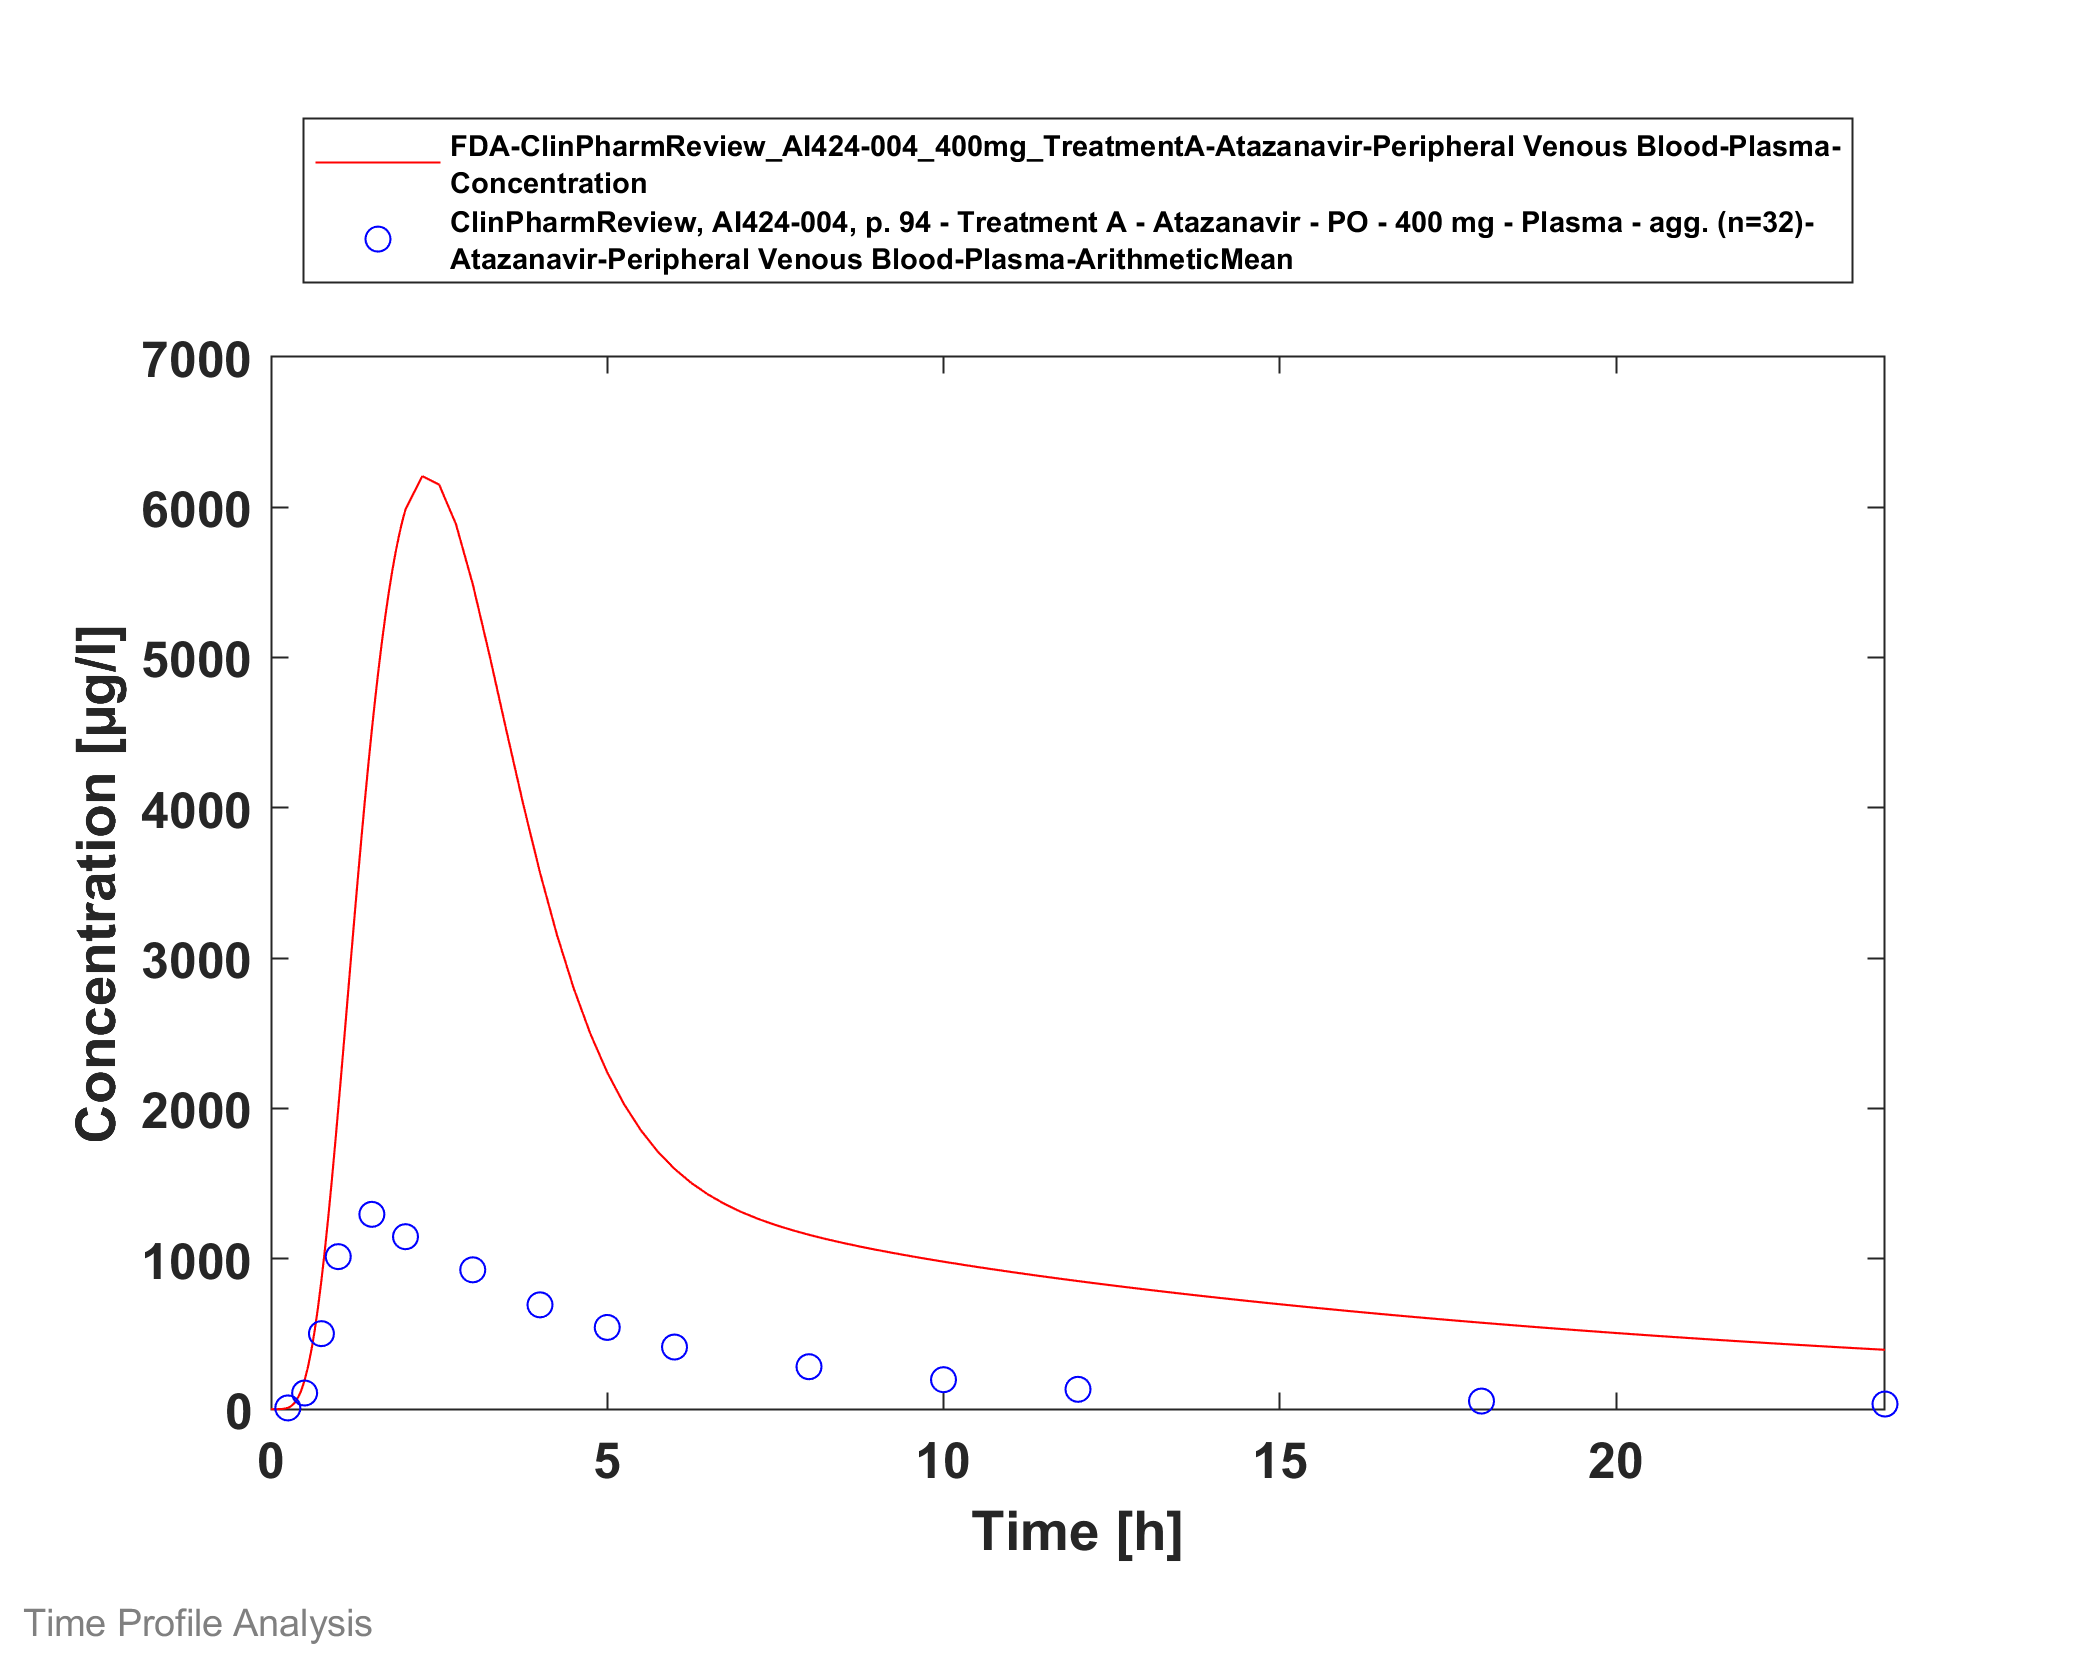 FDA-ClinPharmReview_AI424-004_400mg_TreatmentA-Atazanavir-Peripheral Venous Blood-Plasma-
Concentration
ClinPharmReview, AI424-004, p. 94 - Treatment A - Atazanavir - PO - 400 mg - Plasma - agg. (n=32)-
Atazanavir-Peripheral Venous Blood-Plasma-ArithmeticMean
7000
6000
5000
4000
3000
2000
1000
0
Concentration [µg/l]
0 5 10 15 20
Time [h]
Time Profile Analysis